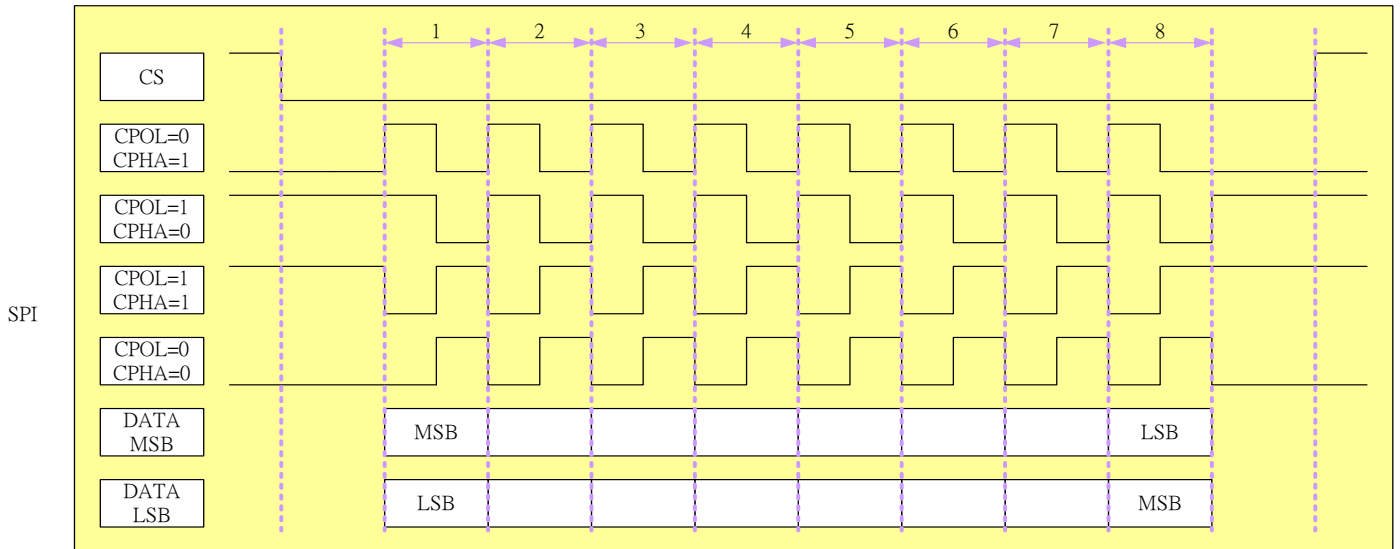 1 2 3 4 5 6 7 8
CS
CPOL=0
CPHA=1
CPOL=1
CPHA=0
CPOL=1
CPHA=1
SPI
CPOL=0
CPHA=0
DATA
MSB
MSB LSB
DATA
LSB
LSB MSB